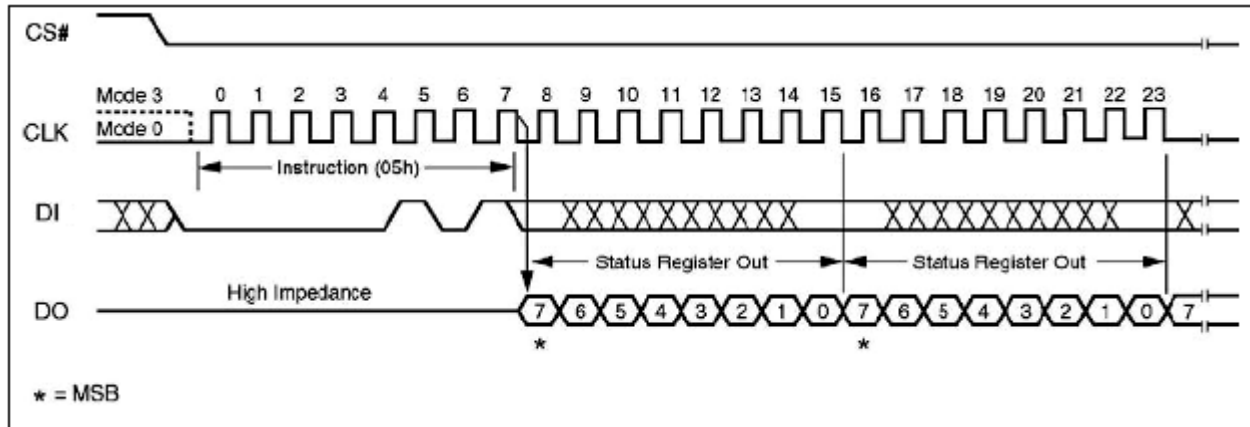 CS#
Mode 3
0 1 2 3 4 5 6 7 8 9 10 11 12 13 14 15 16 17 18 19 20 21 22 23
CLK
Mode 0
Instruction (05h)
DI
Status Register Out
Status Register Out
High Impedance
DO
7 6 5 4 3 2 1 0 7 6 5 4 3 2 1 0 7
* *
* = MSB